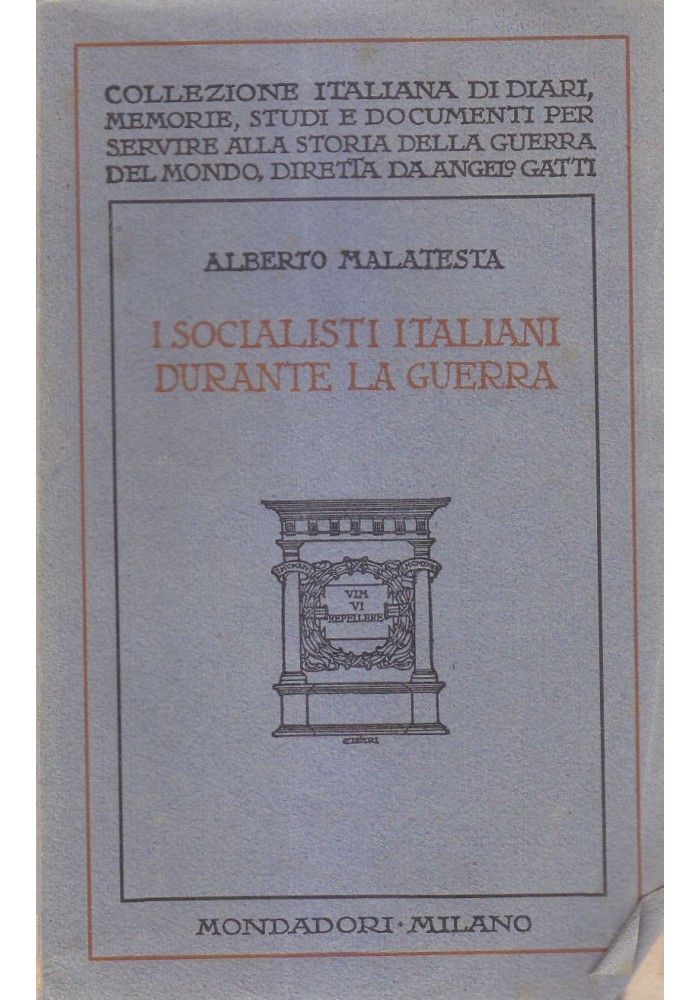 COLLEZIONE ITALIANA DI DIARI,
MEMORIE, STUDI E DOCUMENTI PER
SERVIRE ALLA STORIA DELLA GUERRA
DEL MONDO, DIRETTA DA ANGELO GATTI
ALBERTO MALATESTA
I SOCIALISTI ITALIANI
DURANTE LA GUERRA
VIM
VI
REPELLERE
MONDADORI · MILANO